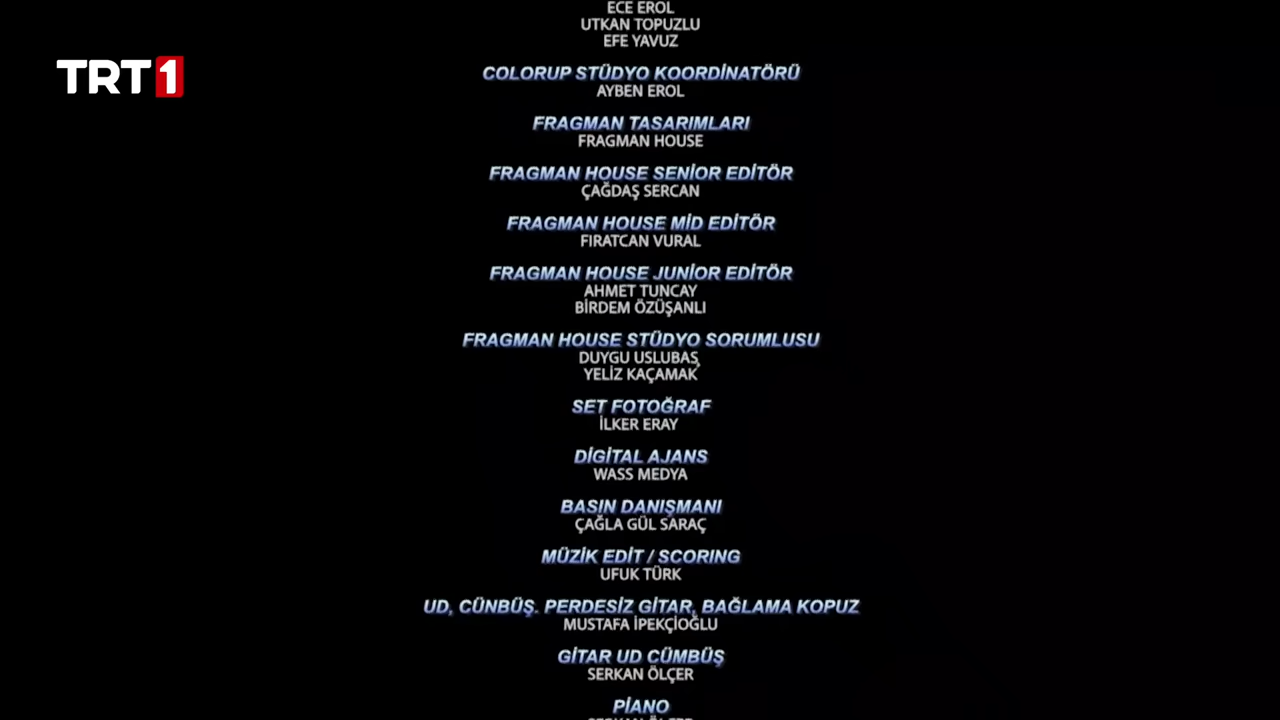 ECE EROL
UTKAN TOPUZLU
EFE YAVUZ
TRT 1
COLORUP STÜDYO KOORDİNATÖRÜ
AYBEN EROL
FRAGMAN TASARIMLARI
FRAGMAN HOUSE
FRAGMAN HOUSE SENİOR EDİTÖR
ÇAĞDAŞ SERCAN
FRAGMAN HOUSE MİD EDİTÖR
FIRATCAN VURAL
FRAGMAN HOUSE JUNİOR EDİTÖR
AHMET TUNCAY
BİRDEM ÖZÜŞANLI
FRAGMAN HOUSE STÜDYO SORUMLUSU
DUYGU USLUBAŞ
YELİZ KAÇAMAK
SET FOTOĞRAF
İLKER ERAY
DİGİTAL AJANS
WASS MEDYA
BASIN DANIŞMANI
ÇAĞLA GÜL SARAÇ
MÜZİK EDİT / SCORING
UFUK TÜRK
UD, CÜNBÜŞ. PERDESİZ GİTAR, BAĞLAMA KOPUZ
MUSTAFA İPEKÇİOĞLU
GİTAR UD CÜMBÜŞ
SERKAN ÖLÇER
PİANO